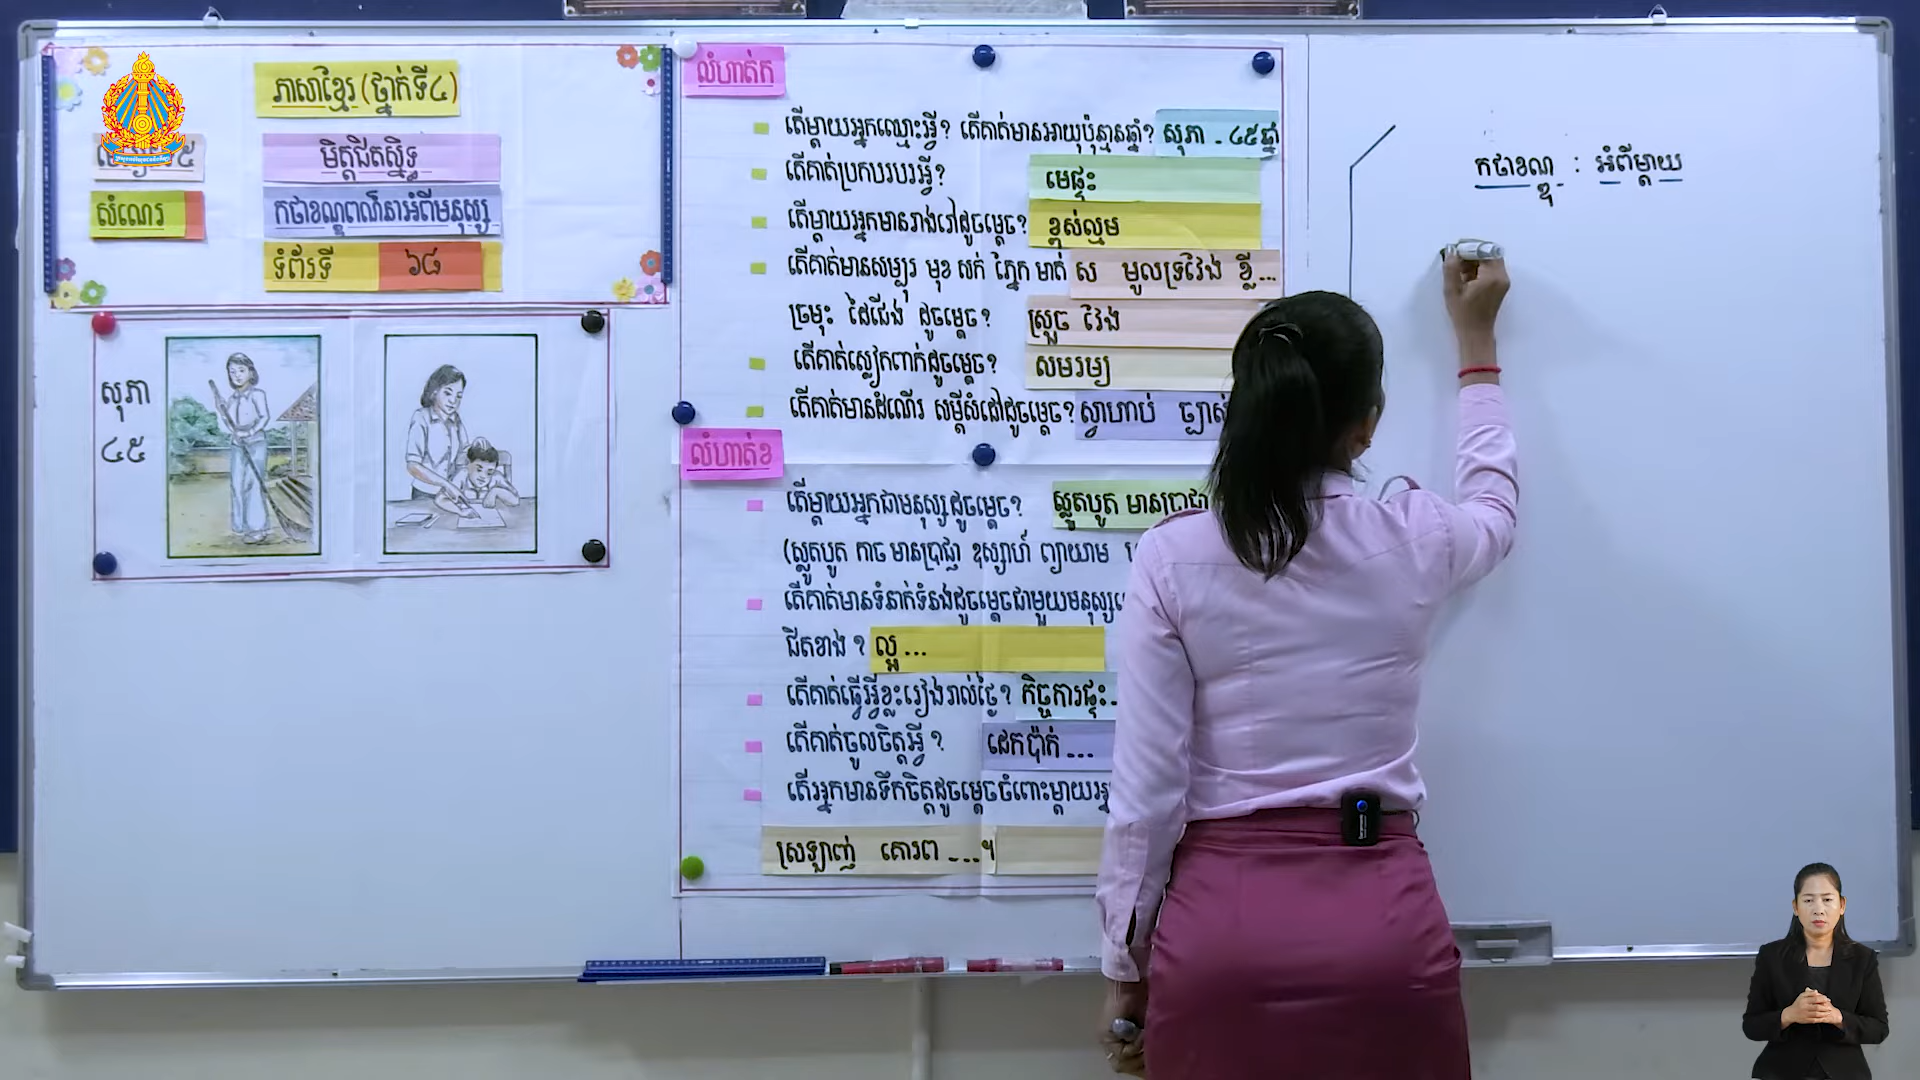 ភាសាខ្មែរ (ថ្នាក់ទី៤)
មិត្តជិតស្និទ្ធ
សំណេរ
កថាខណ្ឌពណ៌នាអំពីមនុស្ស
ទំព័រទី ៦៨
សុភា
៤៥
លំហាត់ក
តើម្ដាយអ្នកឈ្មោះអ្វី? តើគាត់មានអាយុប៉ុន្មានឆ្នាំ? សុភា - ៤៥ឆ្នាំ
តើគាត់ប្រកបរបរអ្វី? មេផ្ទះ
តើម្ដាយអ្នកមានរាងរៅដូចម្ដេច? ខ្ពស់ល្មម
តើគាត់មានសម្បុរ មុខ សក់ ភ្នែក មាត់ ស មូលទ្រវែង ខ្លី...
ច្រមុះ ដៃជើង ដូចម្ដេច? ស្រួច វែង
តើគាត់ស្លៀកពាក់ដូចម្ដេច? សមរម្យ
តើគាត់មានដំណើរ សម្ដីសំដៅដូចម្ដេច? ស្វាហាប់ ច្បាស់
លំហាត់ខ
តើម្ដាយអ្នកជាមនុស្សដូចម្ដេច? ស្លូតបូត មានប្រាជ្ញា
(ស្លូតបូត កាច មានប្រាជ្ញា ឧស្សាហ៍ ព្យាយាម
តើគាត់មានទំនាក់ទំនងដូចម្ដេចជាមួយមនុស្ស
ជិតខាង? ល្អ...
តើគាត់ធ្វើអ្វីខ្លះរៀងរាល់ថ្ងៃ? កិច្ចការផ្ទះ.
តើគាត់ចូលចិត្តអ្វី? ដេកប៉ាក់...
តើអ្នកមានទឹកចិត្តដូចម្ដេចចំពោះម្ដាយអ្ន
ស្រឡាញ់ គោរព ...។
កថាខណ្ឌ : អំពីម្ដាយ